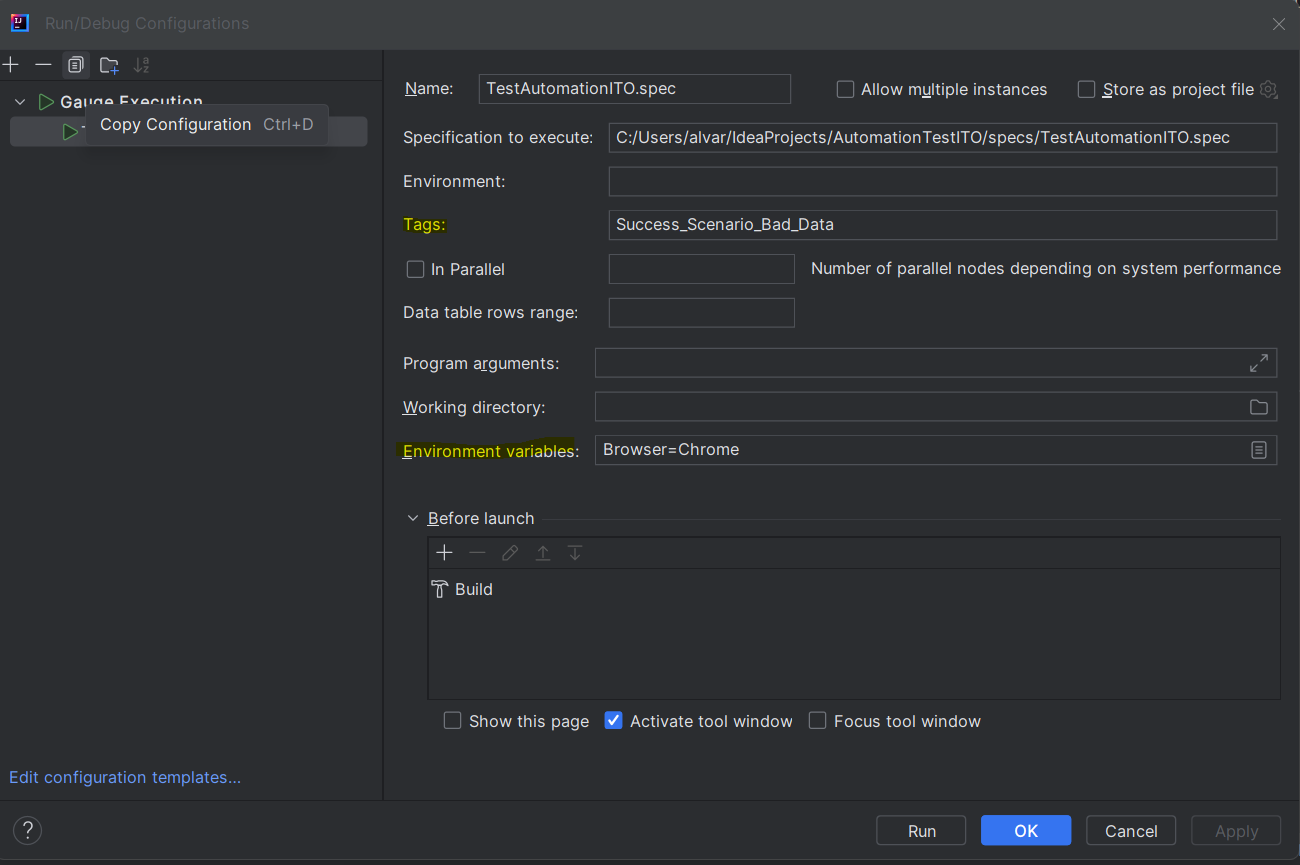 Run/Debug Configurations
Gauge Execution
Copy Configuration Ctrl+D
Name: TestAutomationITO.spec Allow multiple instances Store as project file
Specification to execute: C:/Users/alvar/IdeaProjects/AutomationTestITO/specs/TestAutomationITO.spec
Environment:
Tags: Success_Scenario_Bad_Data
In Parallel Number of parallel nodes depending on system performance
Data table rows range:
Program arguments:
Working directory:
Environment variables: Browser=Chrome
Before launch
Build
Show this page Activate tool window Focus tool window
Edit configuration templates...
? Run OK Cancel Apply